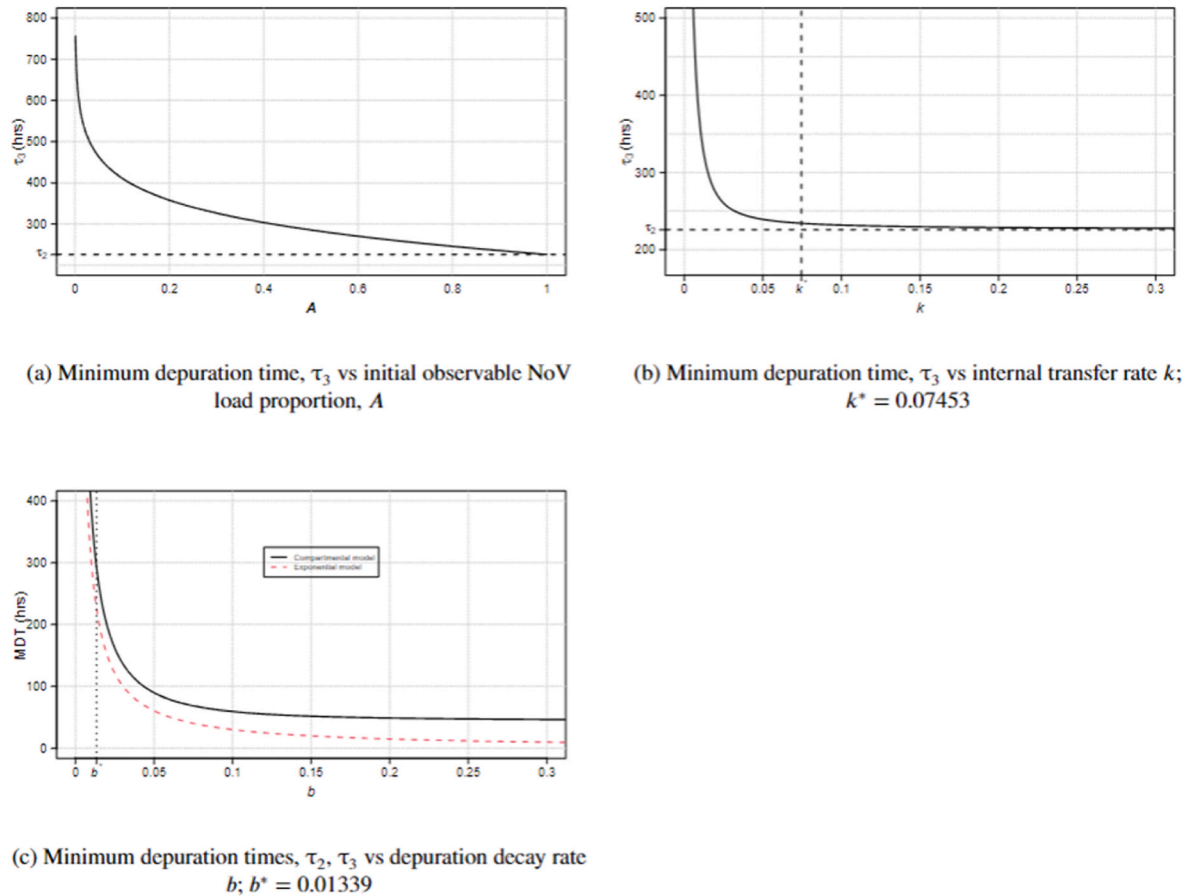 800
700
600
500
400
300
τ2
τ3 (hrs)
0
0.2
0.4
0.6
0.8
1
A
(a) Minimum depuration time, τ3 vs initial observable NoV
load proportion, A
500
400
300
τ2
200
τ3 (hrs)
0
0.05
k*
0.1
0.15
0.2
0.25
0.3
k
(b) Minimum depuration time, τ3 vs internal transfer rate k;
k* = 0.07453
400
300
200
100
0
MDT (hrs)
Compartmental model
Exponential model
0
b*
0.05
0.1
0.15
0.2
0.25
0.3
b
(c) Minimum depuration times, τ2, τ3 vs depuration decay rate
b; b* = 0.01339